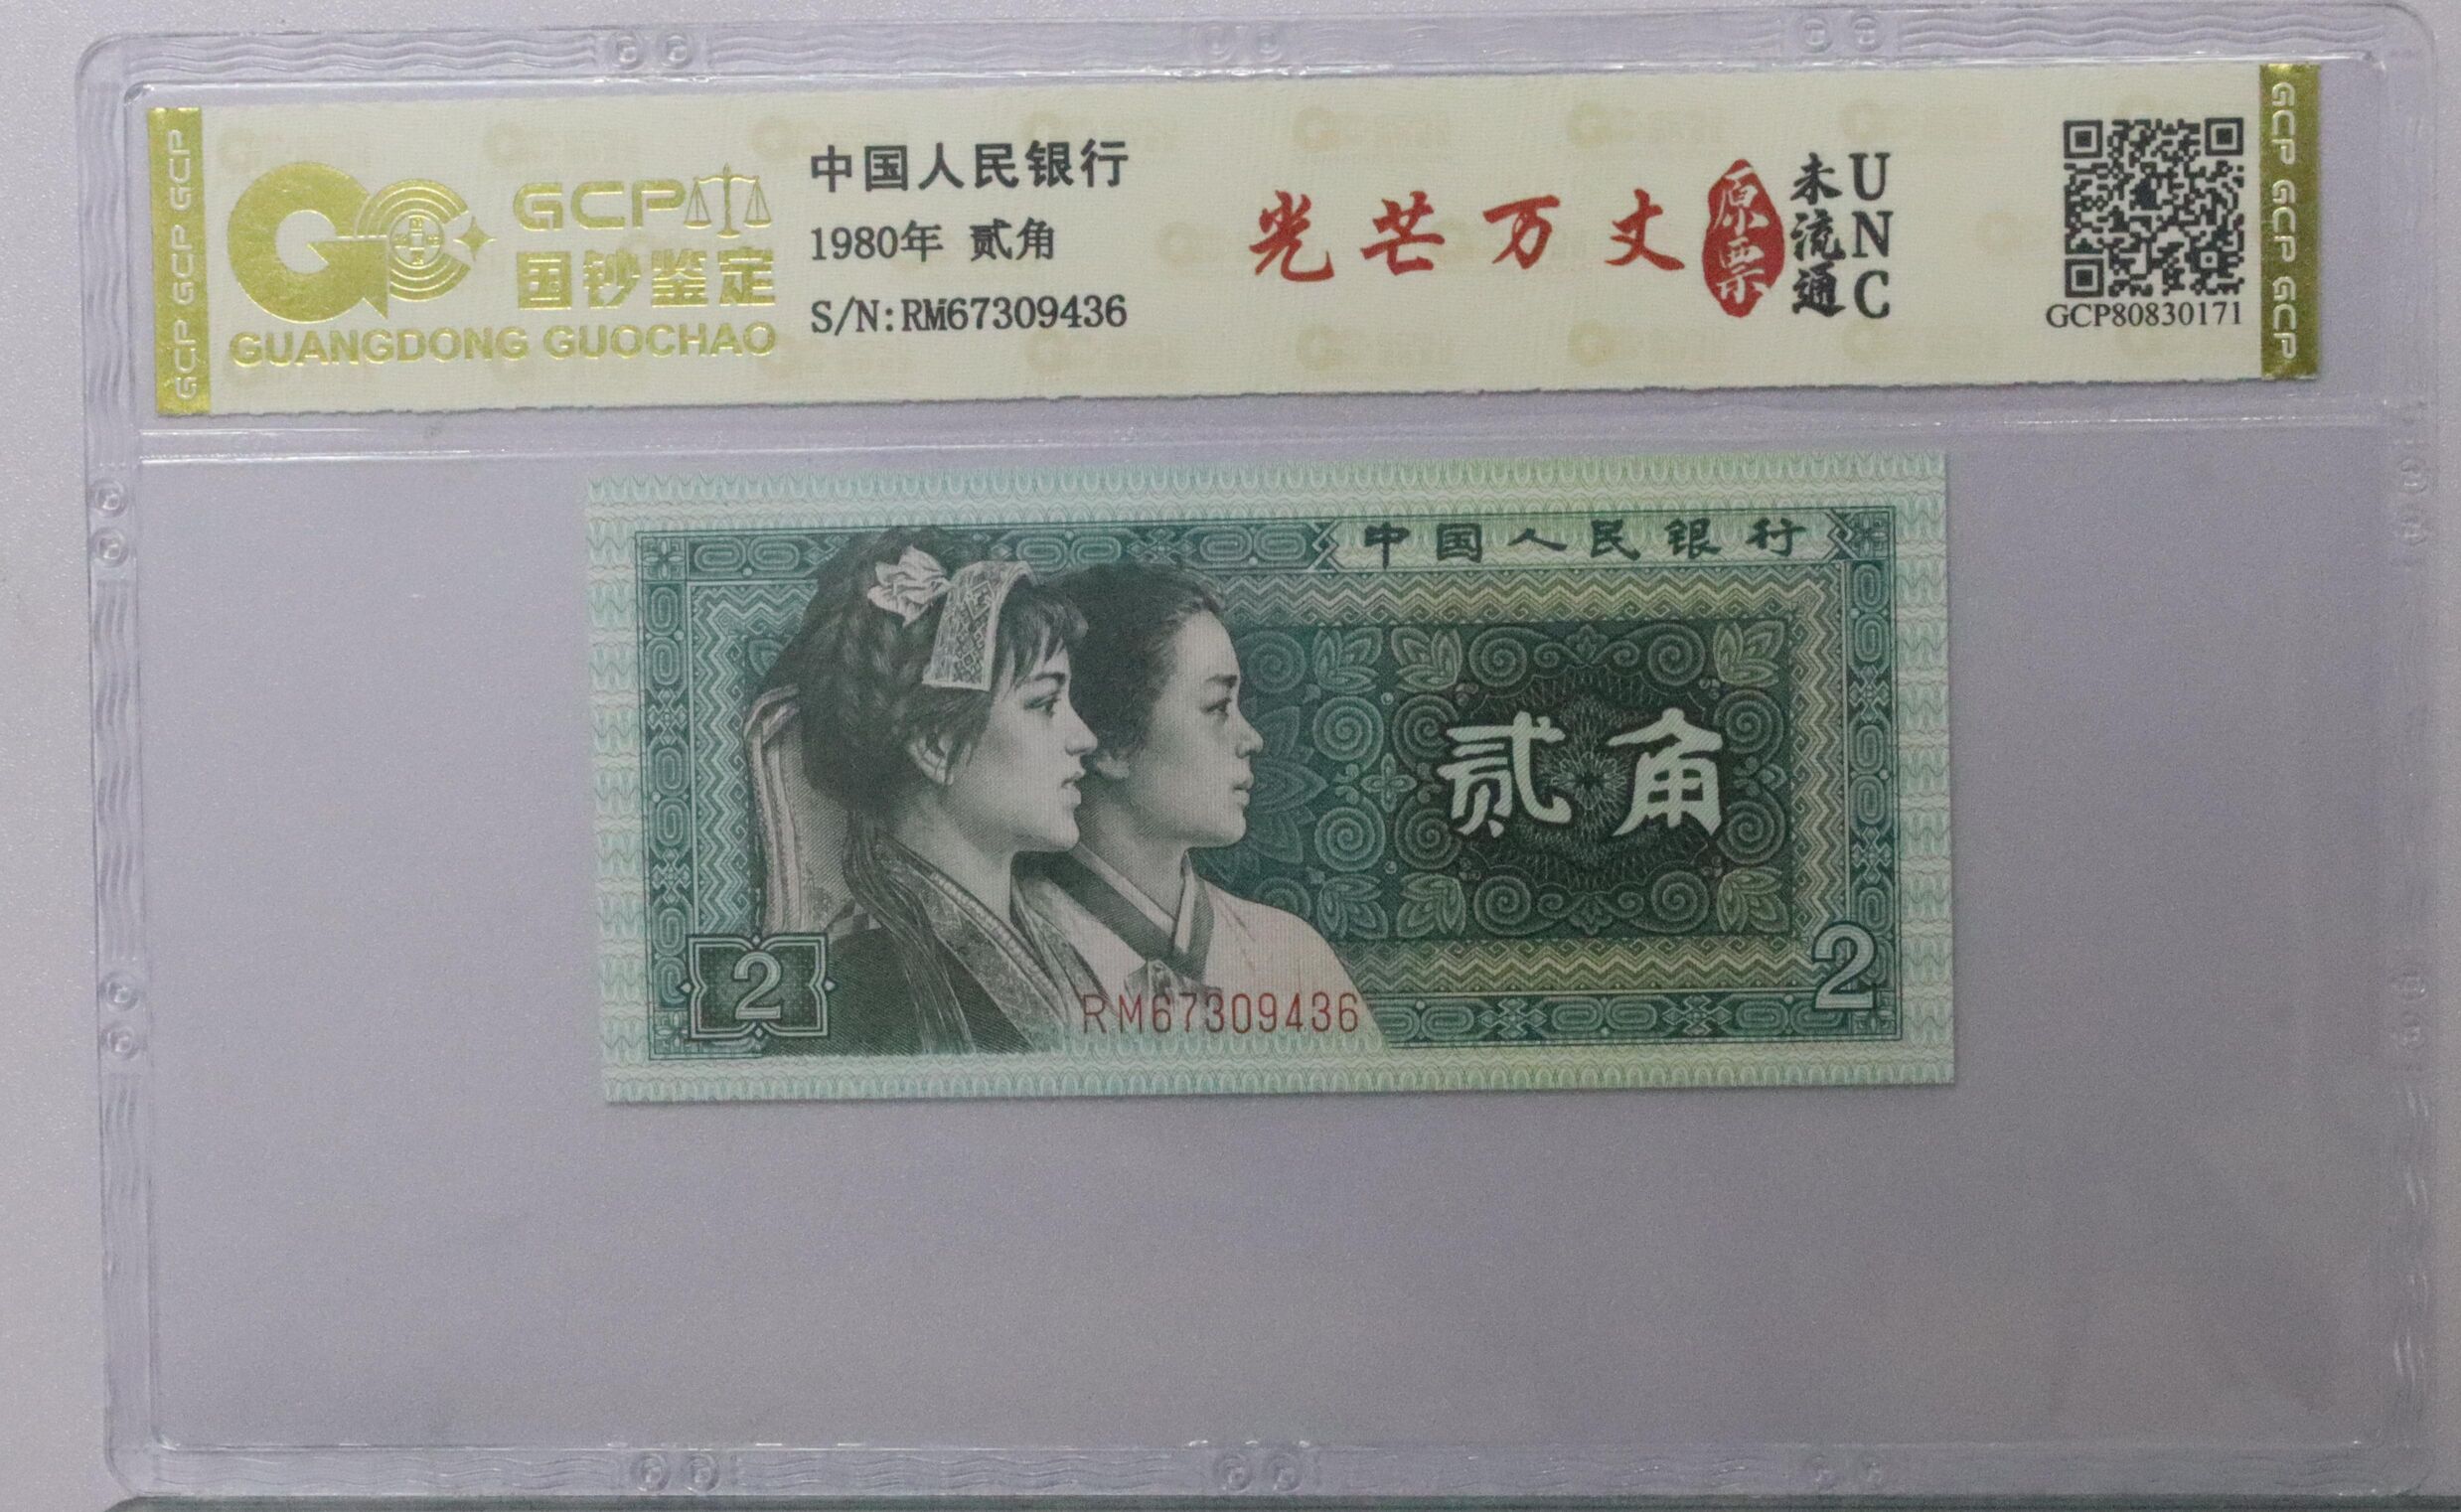 GCP GCP GCP
GCP
国钞鉴定
GUANGDONG GUOCHAO
中国人民银行
1980年 贰角
S/N:RM67309436
光芒万丈
原票
未流通
UNC
GCP80830171
GCP GCP GCP
中国人民银行
贰角
2
RM67309436
2